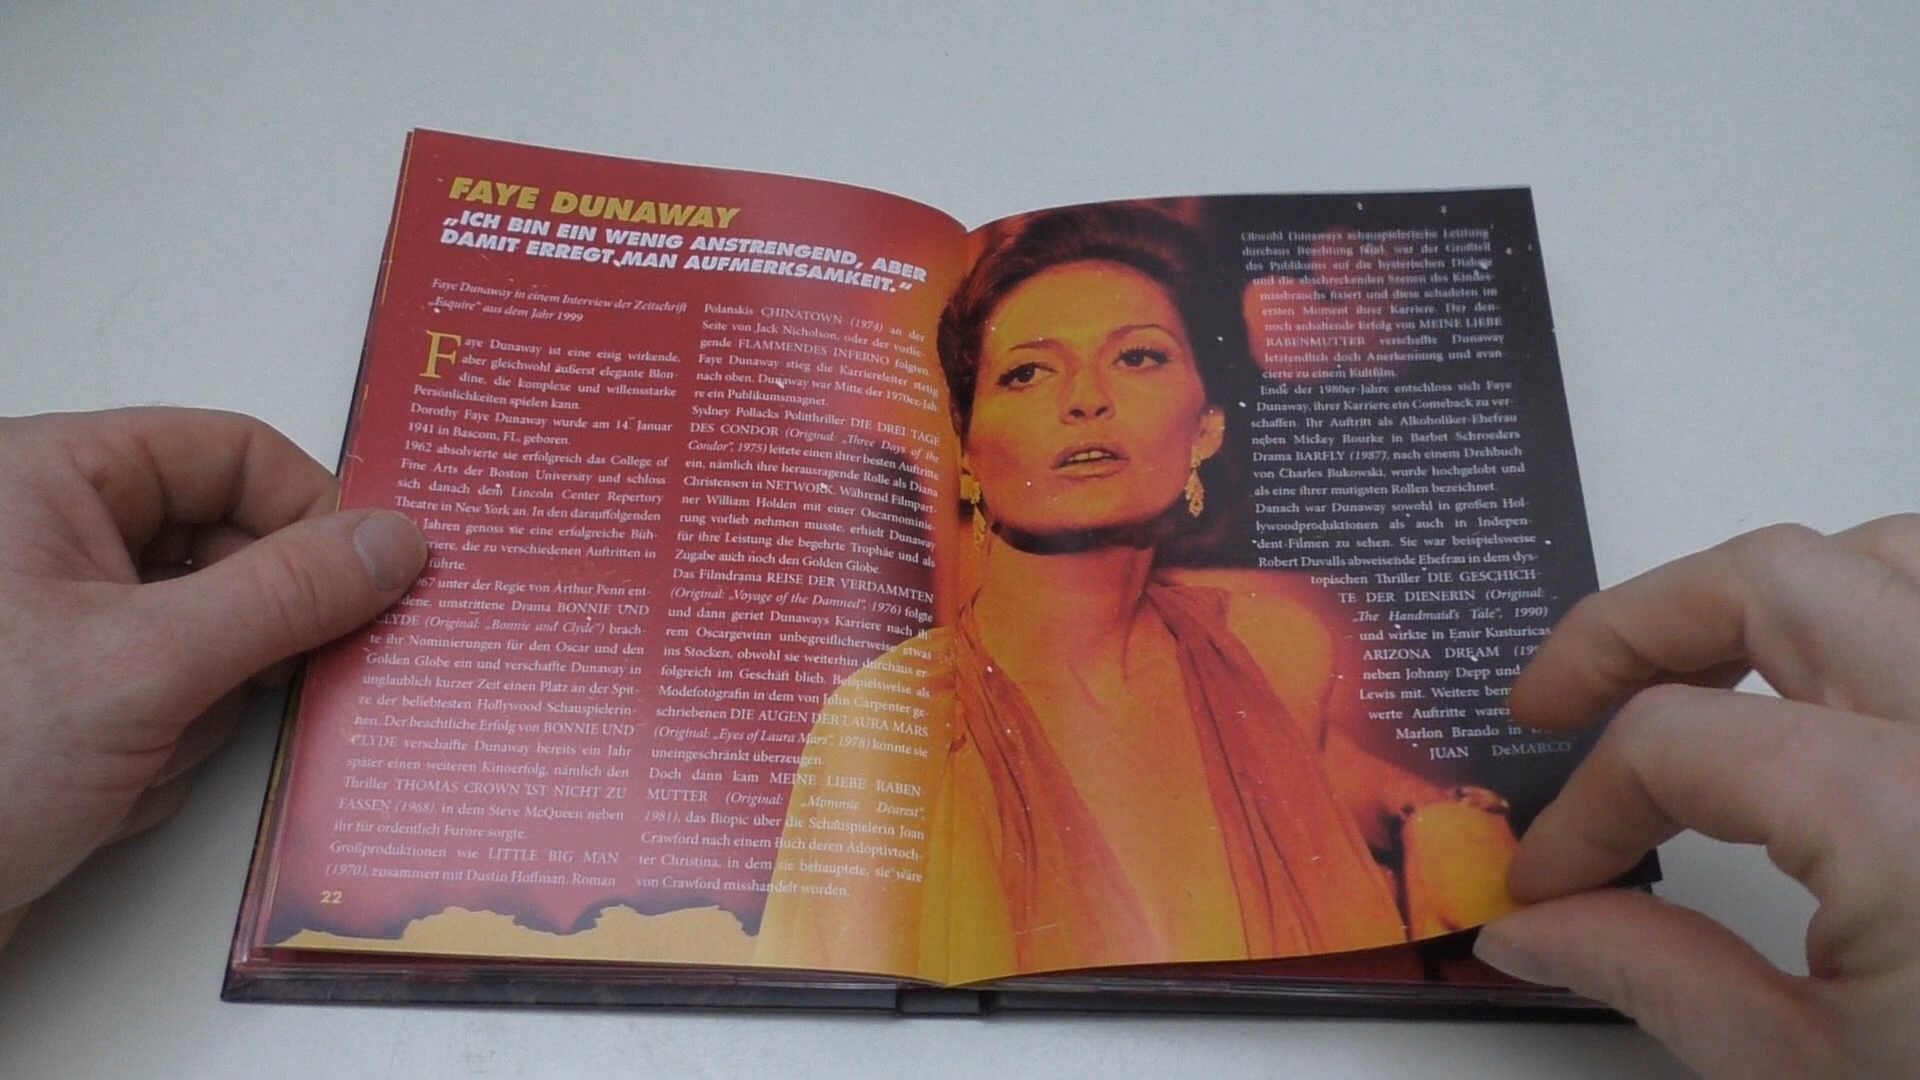 FAYE DUNAWAY
„ICH BIN EIN WENIG ANSTRENGEND, ABER
DAMIT ERREGT MAN AUFMERKSAMKEIT.“
Faye Dunaway in einem Interview der Zeitschrift
„Esquire“ aus dem Jahr 1999
Faye Dunaway ist eine eisig wirkende,
aber gleichwohl äußerst elegante Blon-
dine, die komplexe und willensstarke
Persönlichkeiten spielen kann.
Dorothy Faye Dunaway wurde am 14. Januar
1941 in Bascom, FL, geboren.
1962 absolvierte sie erfolgreich das College of
Fine Arts der Boston University und schloss
sich danach dem Lincoln Center Repertory
Theatre in New York an. In den darauffolgenden
Jahren genoss sie eine erfolgreiche Büh-
rriere, die zu verschiedenen Auftritten in
führte.
67 unter der Regie von Arthur Penn ent-
dene, umstrittene Drama BONNIE UND
CLYDE (Original: „Bonnie and Clyde“) brach-
te ihr Nominierungen für den Oscar und den
Golden Globe ein und verschaffte Dunaway in
unglaublich kurzer Zeit einen Platz an der Spit-
ze der beliebtesten Hollywood-Schauspielerin-
nen. Der beachtliche Erfolg von BONNIE UND
CLYDE verschaffte Dunaway bereits ein Jahr
später einen weiteren Kinoerfolg, nämlich den
Thriller THOMAS CROWN IST NICHT ZU
FASSEN (1968), in dem Steve McQueen neben
ihr für ordentlich Furore sorgte.
Großproduktionen wie LITTLE BIG MAN
(1970), zusammen mit Dustin Hoffman, Roman
22
Polanskis CHINATOWN (1974) an der
Seite von Jack Nicholson, oder der vorlie-
gende FLAMMENDES INFERNO folgten.
Faye Dunaway stieg die Karriereleiter stetig
nach oben. Dunaway war Mitte der 1970er-Jah-
re ein Publikumsmagnet.
Sydney Pollacks Politthriller DIE DREI TAGE
DES CONDOR (Original: „Three Days of the
Condor“, 1975) leitete einen ihrer besten Auftritte
ein, nämlich ihre herausragende Rolle als Diana
Christensen in NETWORK. Während Filmpart-
ner William Holden mit einer Oscarnominie-
rung vorlieb nehmen musste, erhielt Dunaway
für ihre Leistung die begehrte Trophäe und als
Zugabe auch noch den Golden Globe.
Das Filmdrama REISE DER VERDAMMTEN
(Original: „Voyage of the Damned“, 1976) folgte
und dann geriet Dunaways Karriere nach ih-
rem Oscargewinn unbegreiflicherweise etwas
ins Stocken, obwohl sie weiterhin durchaus er-
folgreich im Geschäft blieb. Beispielsweise als
Modefotografin in dem von John Carpenter ge-
schriebenen DIE AUGEN DER LAURA MARS
(Original: „Eyes of Laura Mars“, 1978) konnte sie
uneingeschränkt überzeugen.
Doch dann kam MEINE LIEBE RABEN-
MUTTER (Original: „Mommie Dearest“,
1981), das Biopic über die Schauspielerin Joan
Crawford nach einem Buch deren Adoptivtoch-
ter Christina, in dem sie behauptete, sie wäre
von Crawford misshandelt worden.
Obwohl Dunaways schauspielerische Leistung
durchaus Beachtung fand, war der Großteil
des Publikums auf die hysterischen Dialoge
und die abschreckenden Szenen des Kindes-
missbrauchs fixiert und diese schadeten im
ersten Moment ihrer Karriere. Der den-
noch anhaltende Erfolg von MEINE LIEBE
RABENMUTTER verschaffte Dunaway
letztendlich doch Anerkennung und avan-
cierte zu einem Kultfilm.
Ende der 1980er-Jahre entschloss sich Faye
Dunaway, ihrer Karriere ein Comeback zu ver-
schaffen. Ihr Auftritt als Alkoholiker-Ehefrau
neben Mickey Rourke in Barbet Schroeders
Drama BARFLY (1987), nach einem Drehbuch
von Charles Bukowski, wurde hochgelobt und
als eine ihrer mutigsten Rollen bezeichnet.
Danach war Dunaway sowohl in großen Hol-
lywoodproduktionen als auch in Indepen-
dent-Filmen zu sehen. Sie war beispielsweise
Robert Duvalls abweisende Ehefrau in dem dys-
topischen Thriller DIE GESCHICH-
TE DER DIENERIN (Original:
„The Handmaid's Tale“, 1990)
und wirkte in Emir Kusturicas
ARIZONA DREAM (199
neben Johnny Depp und
Lewis mit. Weitere bem
werte Auftritte waren
Marlon Brando in
JUAN DeMARCO